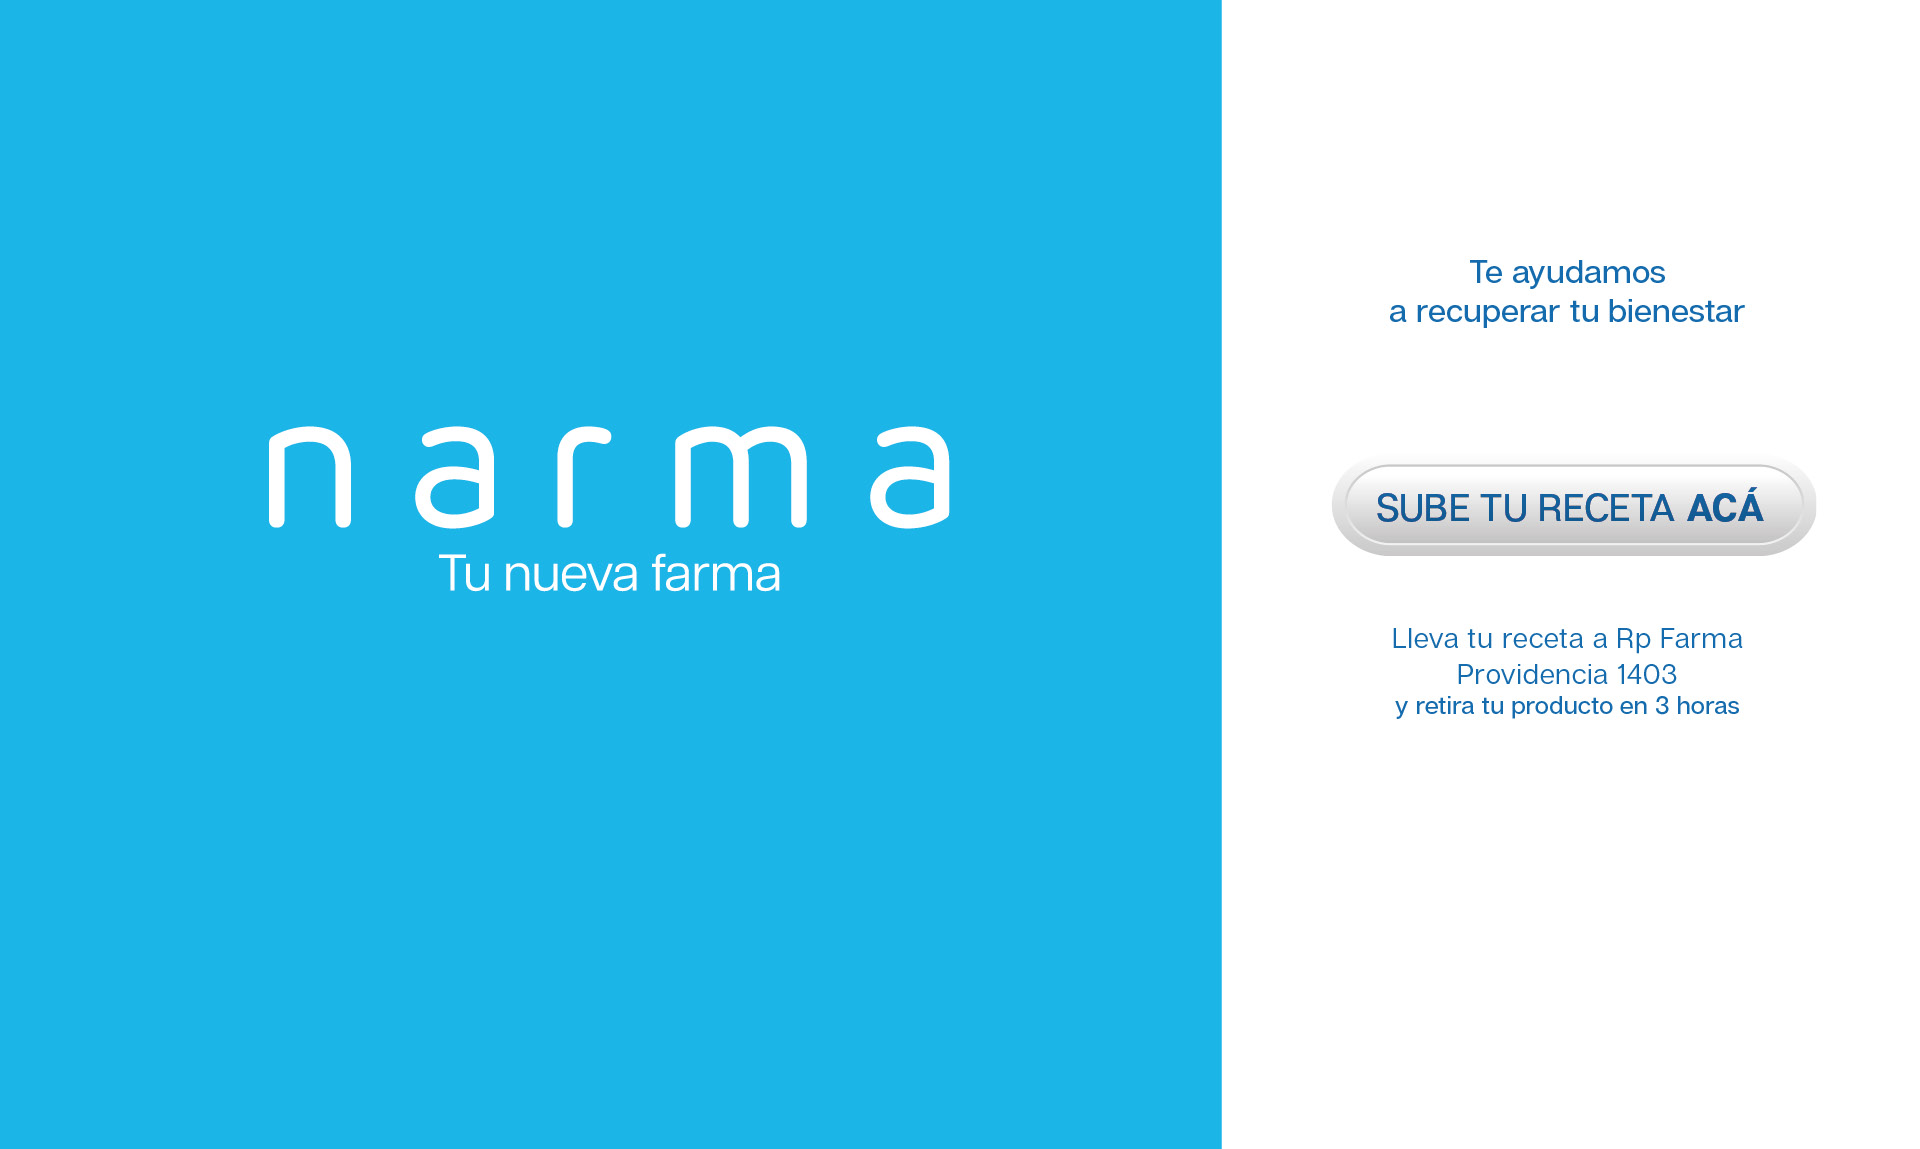 narma
Tu nueva farma
Te ayudamos
a recuperar tu bienestar
SUBE TU RECETA ACÁ
Lleva tu receta a Rp Farma
Providencia 1403
y retira tu producto en 3 horas